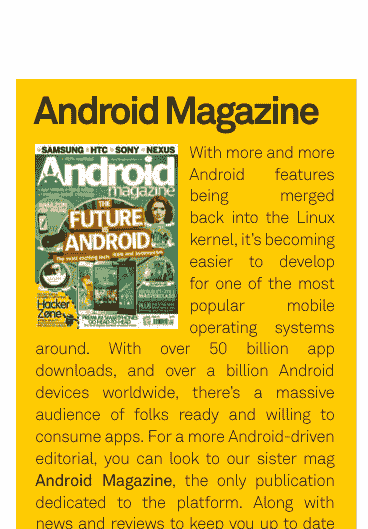 Android Magazine
SAMSUNG HTC SONY NEXUS
Android
magazine
THE
FUTURE
ANDROID
Hacker
Zone
With more and more
Android features
being merged
back into the Linux
kernel, it's becoming
easier to develop
for one of the most
popular mobile
operating systems
around. With over 50 billion app
downloads, and over a billion Android
devices worldwide, there's a massive
audience of folks ready and willing to
consume apps. For a more Android-driven
editorial, you can look to our sister mag
Android Magazine, the only publication
dedicated to the platform. Along with
news and reviews to keep you up to date